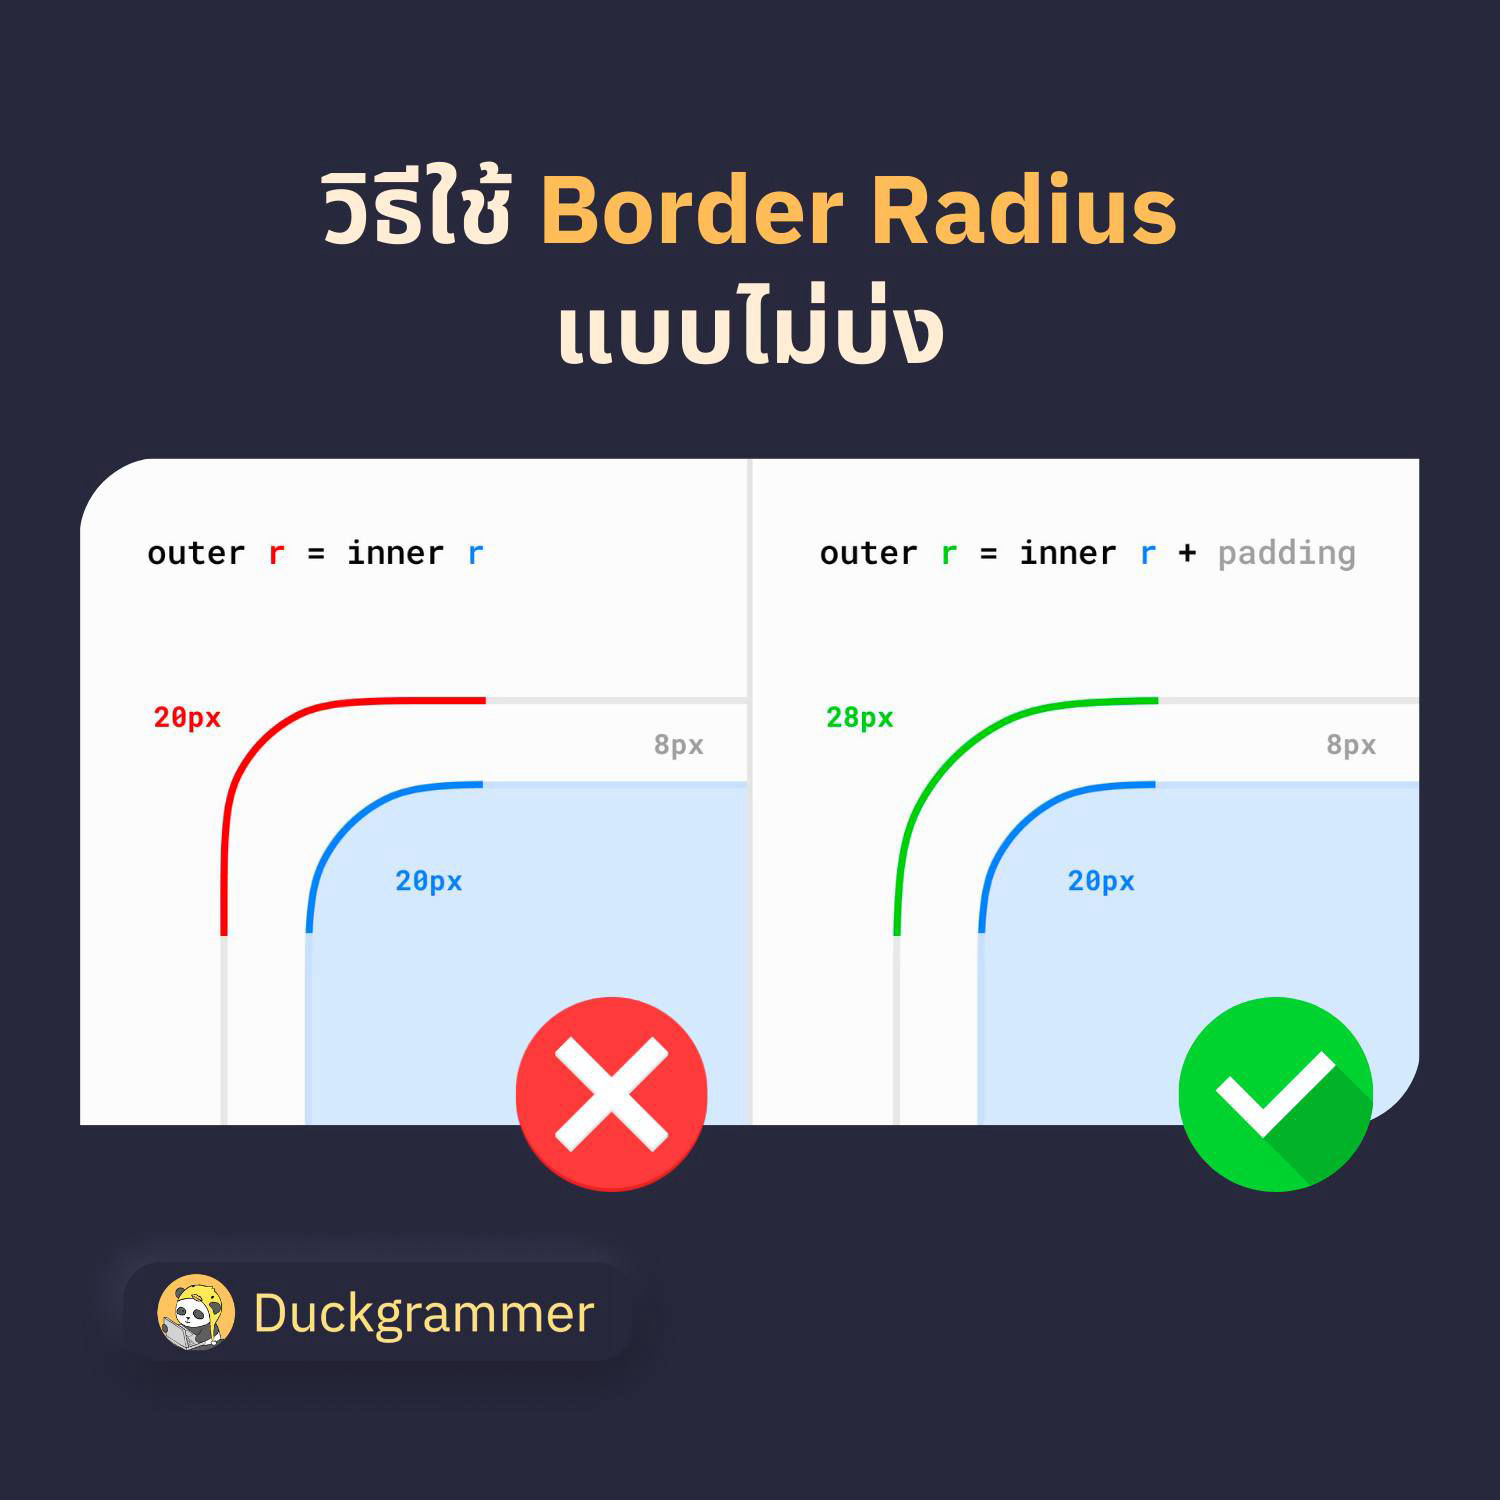 วิธีใช้ Border Radius
แบบไม่บ่ง
outer r = inner r
20px
8px
20px
outer r = inner r + padding
28px
8px
20px
Duckgrammer